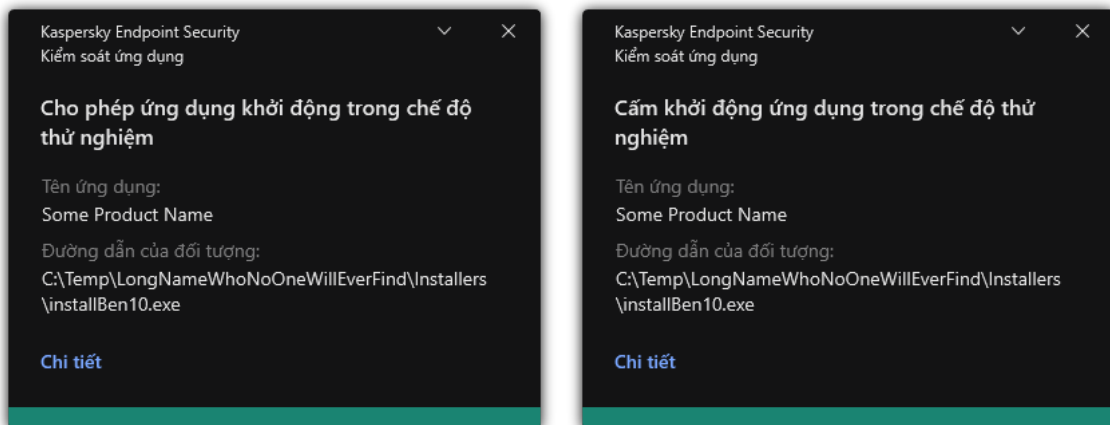 Kaspersky Endpoint Security
Kiểm soát ứng dụng
Cho phép ứng dụng khởi động trong chế độ
thử nghiệm
Tên ứng dụng:
Some Product Name
Đường dẫn của đối tượng:
C:\Temp\LongNameWhoNoOneWillEverFind\Installers
\installBen10.exe
Chi tiết
Kaspersky Endpoint Security
Kiểm soát ứng dụng
Cấm khởi động ứng dụng trong chế độ thử
nghiệm
Tên ứng dụng:
Some Product Name
Đường dẫn của đối tượng:
C:\Temp\LongNameWhoNoOneWillEverFind\Installers
\installBen10.exe
Chi tiết